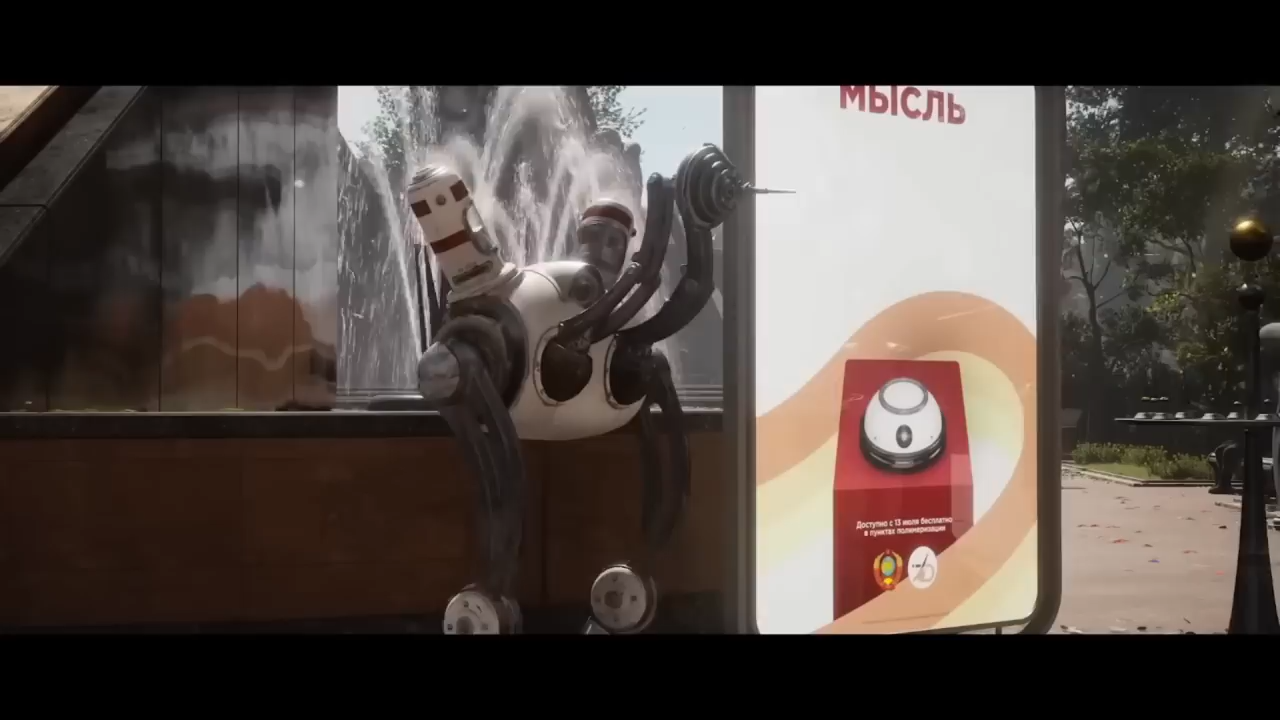 МЫСЛЬ
Доступно с 13 июля бесплатно
в пунктах полимеризации